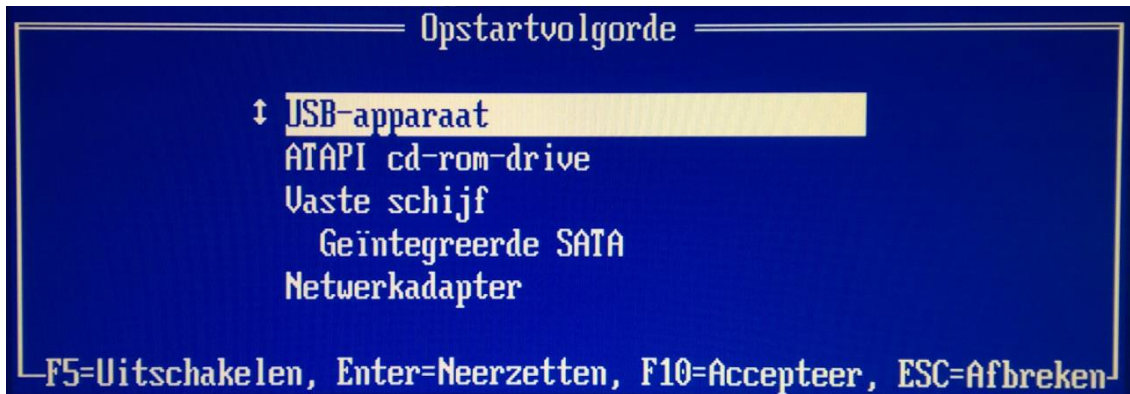 Opstartvolgorde
↕ USB-apparaat
ATAPI cd-rom-drive
Vaste schijf
Geïntegreerde SATA
Netwerkadapter
F5=Uitschakelen, Enter=Neerzetten, F10=Accepteer, ESC=Afbreken